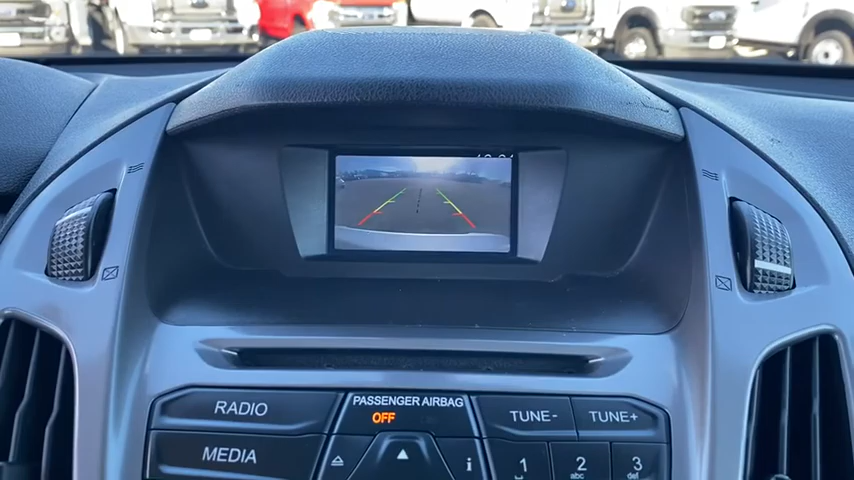 PASSENGER AIRBAG
OFF
RADIO
TUNE-
TUNE+
MEDIA
i
1
2
abc
3
def